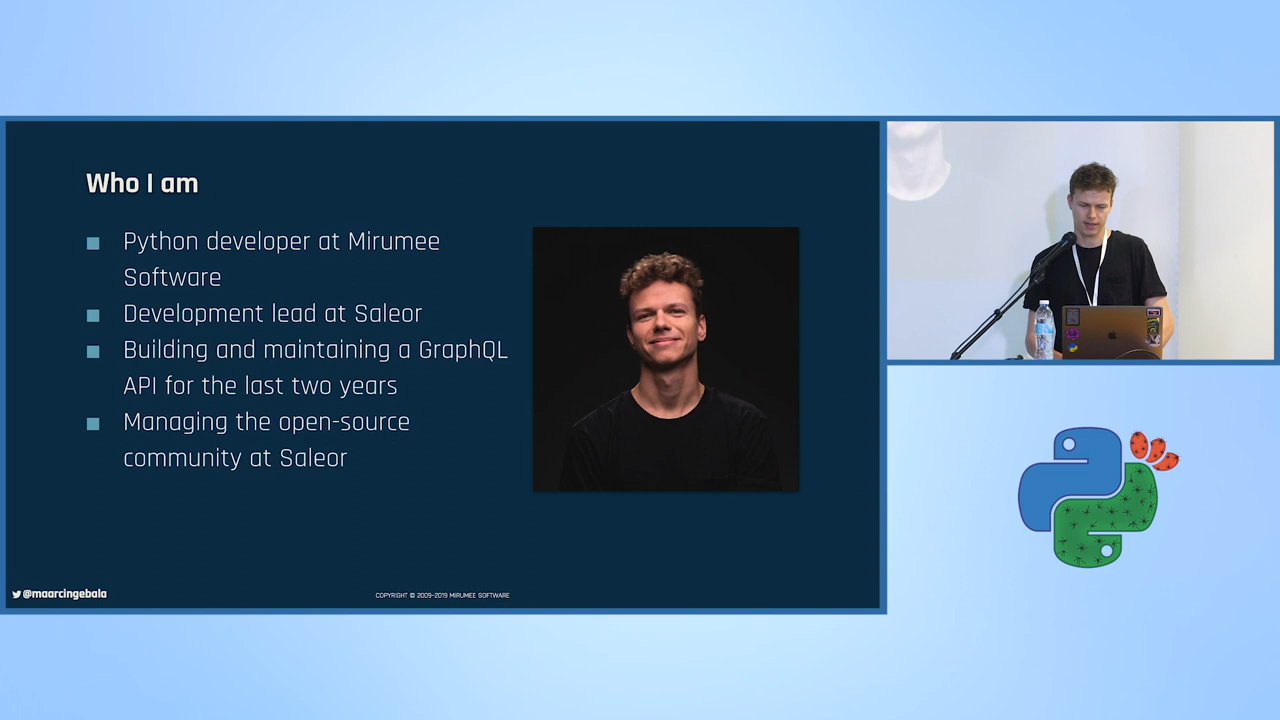 Who I am
Python developer at Mirumee
Software
Development lead at Saleor
Building and maintaining a GraphQL
API for the last two years
Managing the open-source
community at Saleor
@maarcingebala
COPYRIGHT © 2009-2019 MIRUMEE SOFTWARE